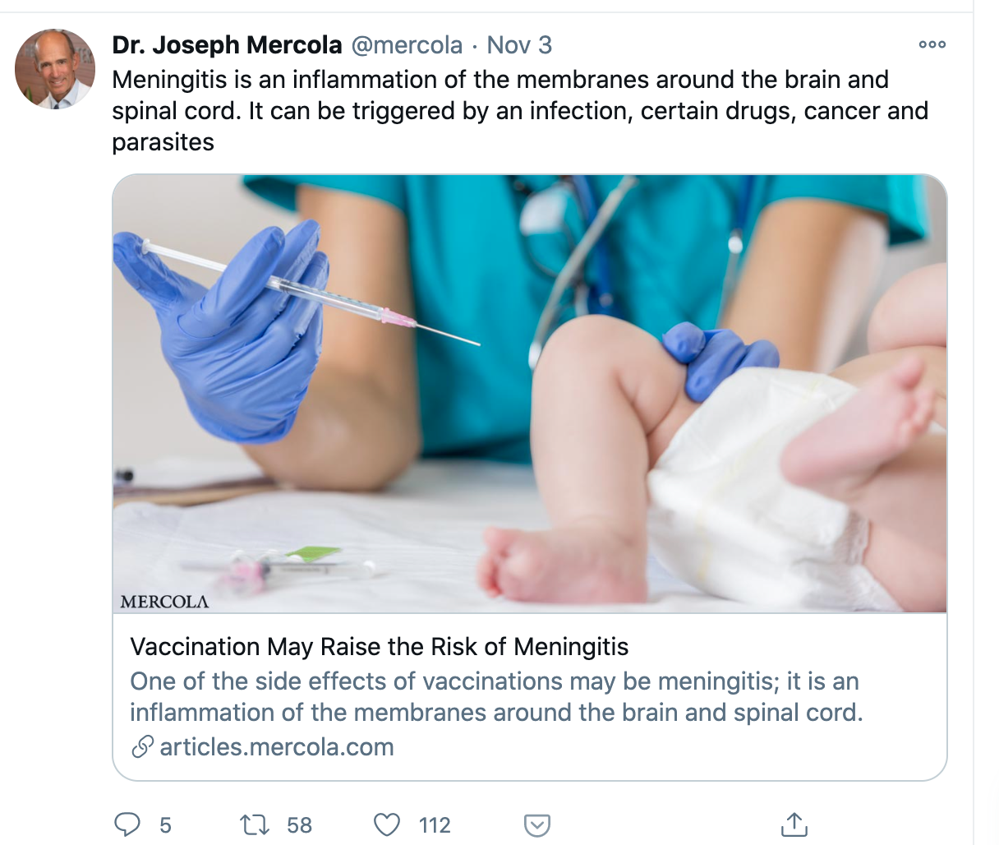 Dr. Joseph Mercola @mercola · Nov 3
Meningitis is an inflammation of the membranes around the brain and
spinal cord. It can be triggered by an infection, certain drugs, cancer and
parasites
MERCOLA
Vaccination May Raise the Risk of Meningitis
One of the side effects of vaccinations may be meningitis; it is an
inflammation of the membranes around the brain and spinal cord.
articles.mercola.com
5 58 112